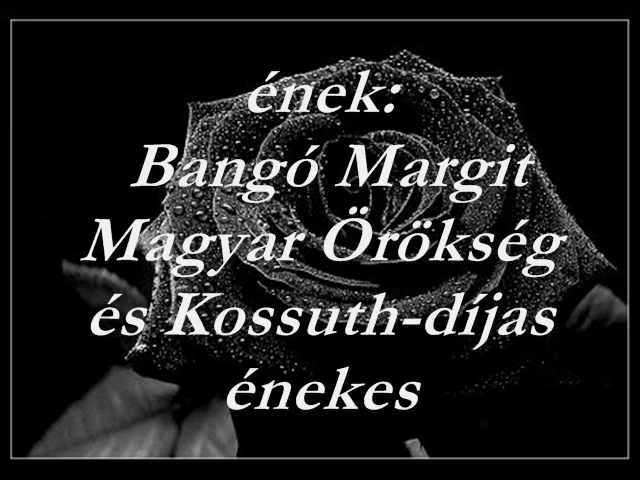 ének:
Bangó Margit
Magyar Örökség
és Kossuth-díjas
énekes